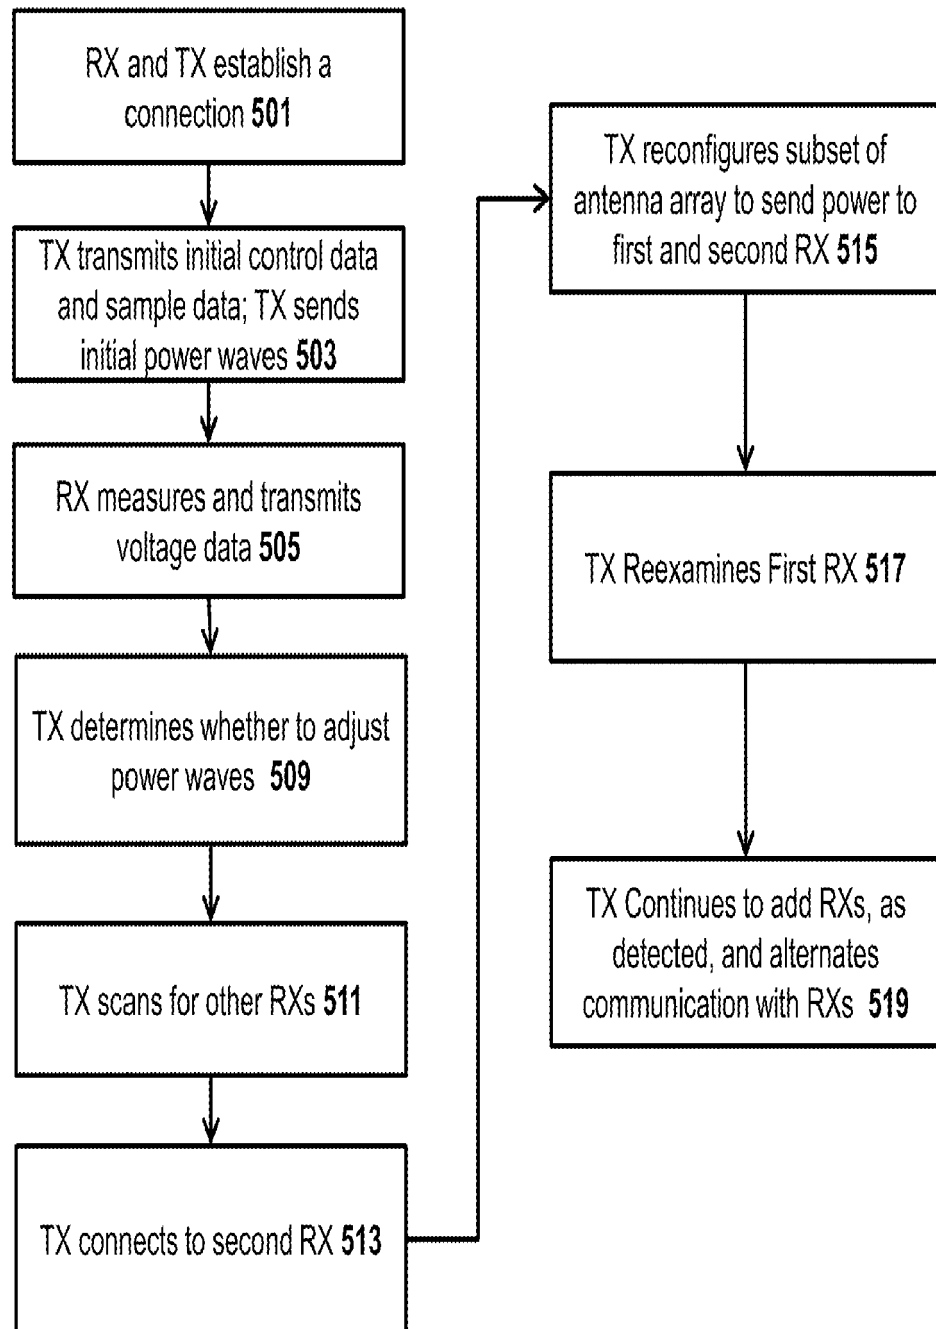 RX and TX establish a
connection 501
TX transmits initial control data
and sample data; TX sends
initial power waves 503
RX measures and transmits
voltage data 505
TX determines whether to adjust
power waves 509
TX scans for other RXs 511
TX connects to second RX 513
TX reconfigures subset of
antenna array to send power to
first and second RX 515
TX Reexamines First RX 517
TX Continues to add RXs, as
detected, and alternates
communication with RXs 519